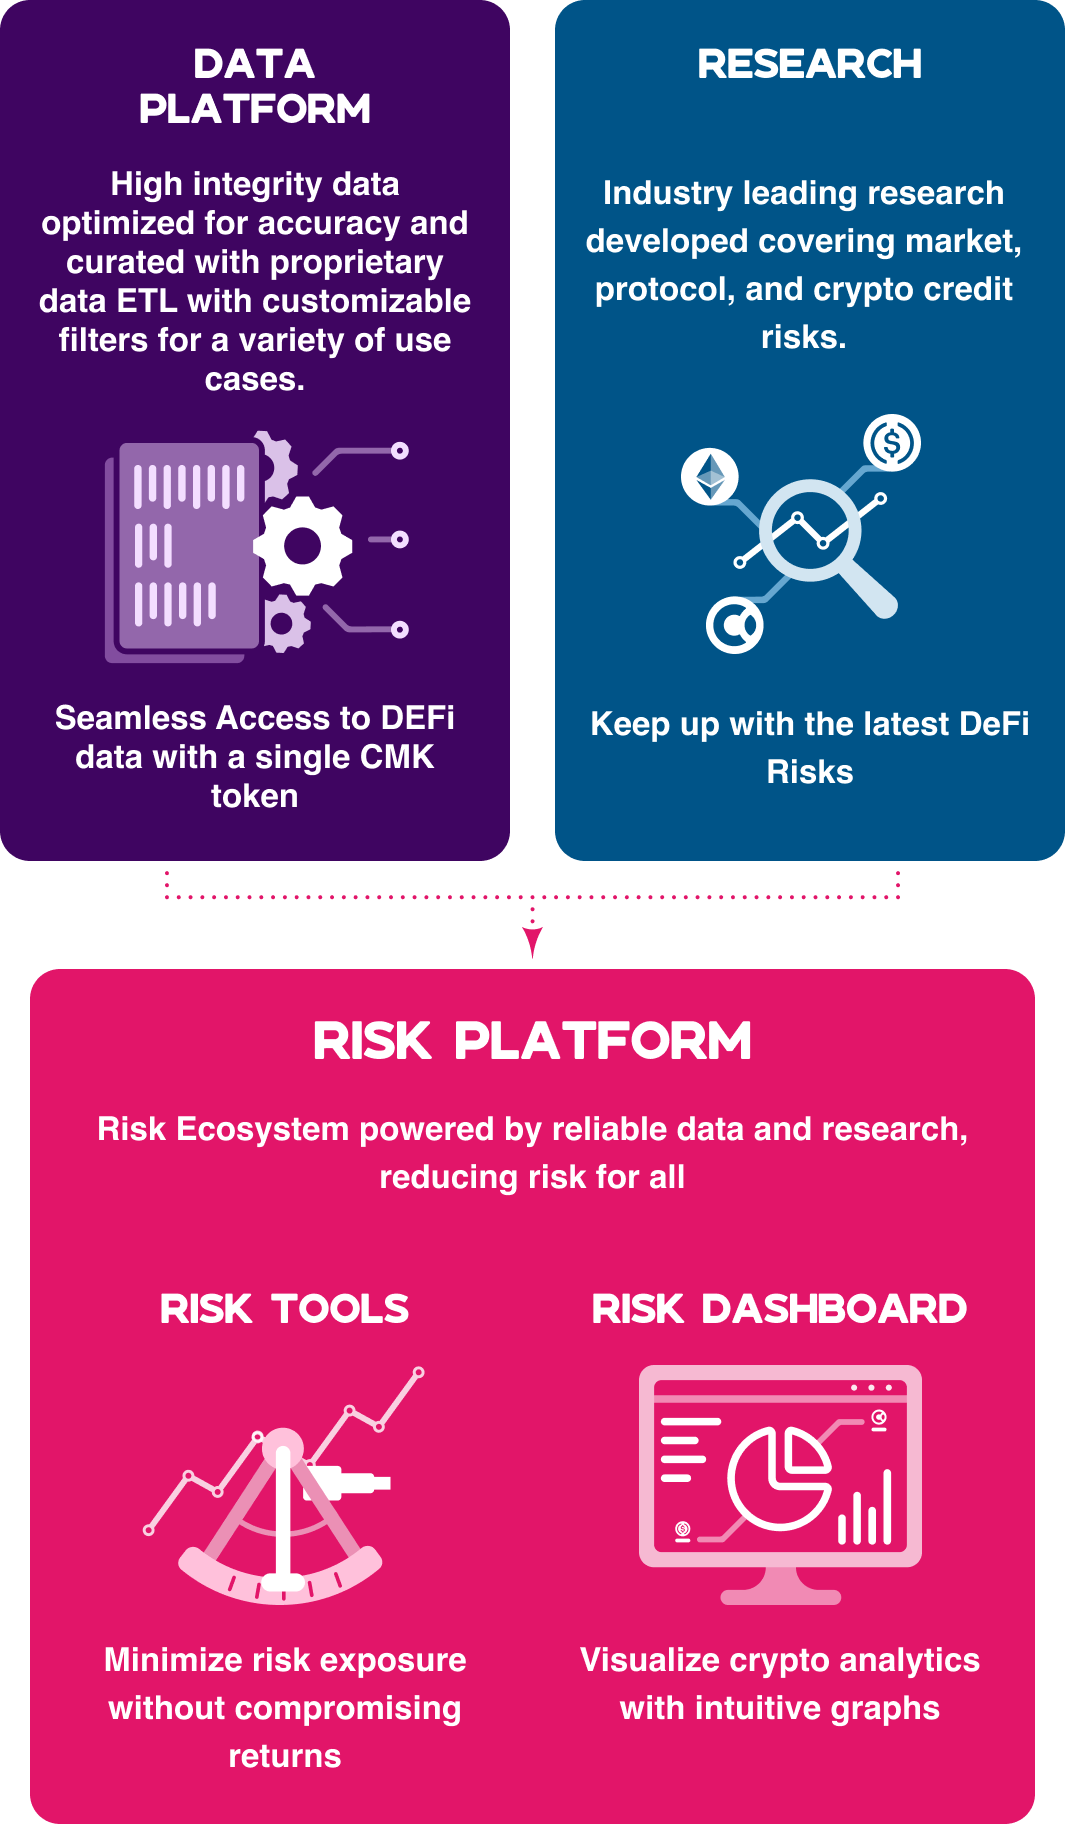 DATA
PLATFORM
High integrity data
optimized for accuracy and
curated with proprietary
data ETL with customizable
filters for a variety of use
cases.
Seamless Access to DEFi
data with a single CMK
token
RESEARCH
Industry leading research
developed covering market,
protocol, and crypto credit
risks.
Keep up with the latest DeFi
Risks
RISK PLATFORM
Risk Ecosystem powered by reliable data and research,
reducing risk for all
RISK TOOLS
Minimize risk exposure
without compromising
returns
RISK DASHBOARD
Visualize crypto analytics
with intuitive graphs